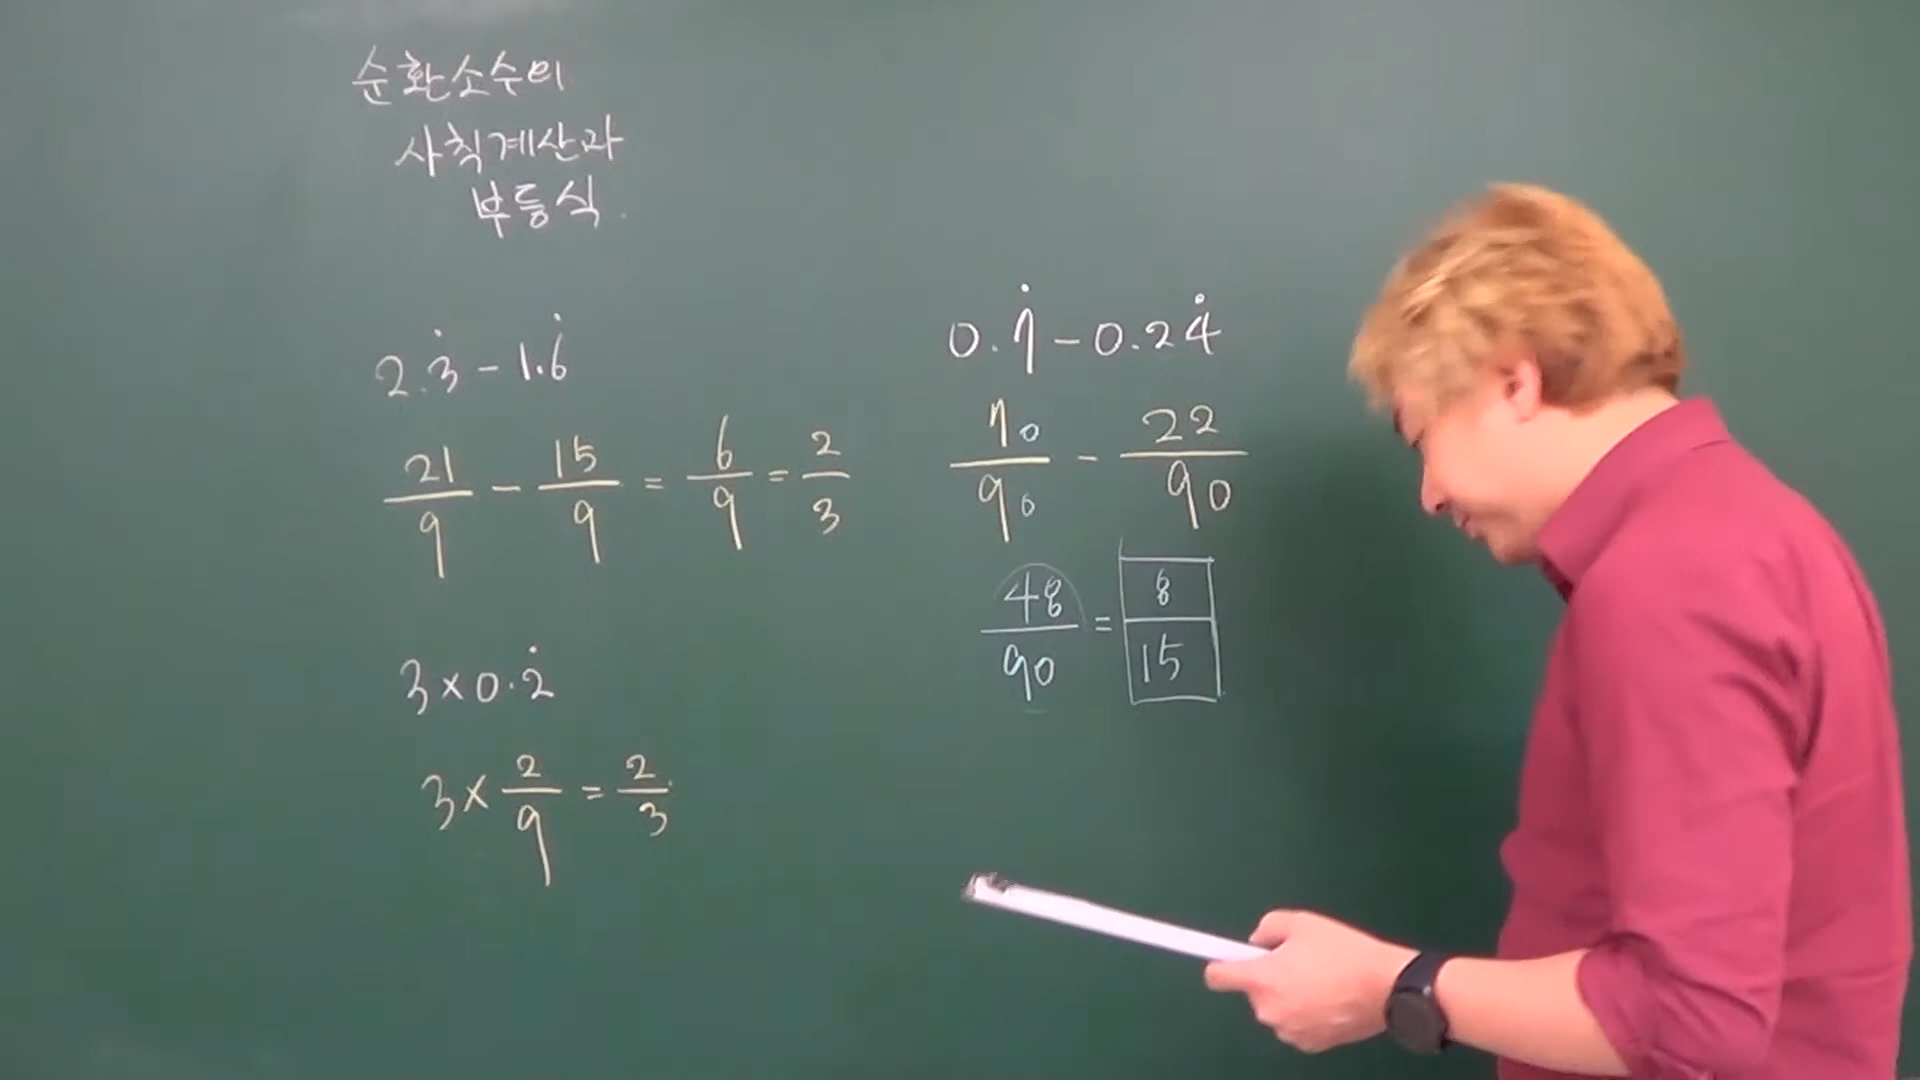 순환소수의
사칙계산과
부등식.
2.3̇ - 1.6̇
21/9 - 15/9 = 6/9 = 2/3
3 × 0.2̇
3 × 2/9 = 2/3
0.7̇ - 0.24̇
70/90 - 22/90
48/90 = 8/15